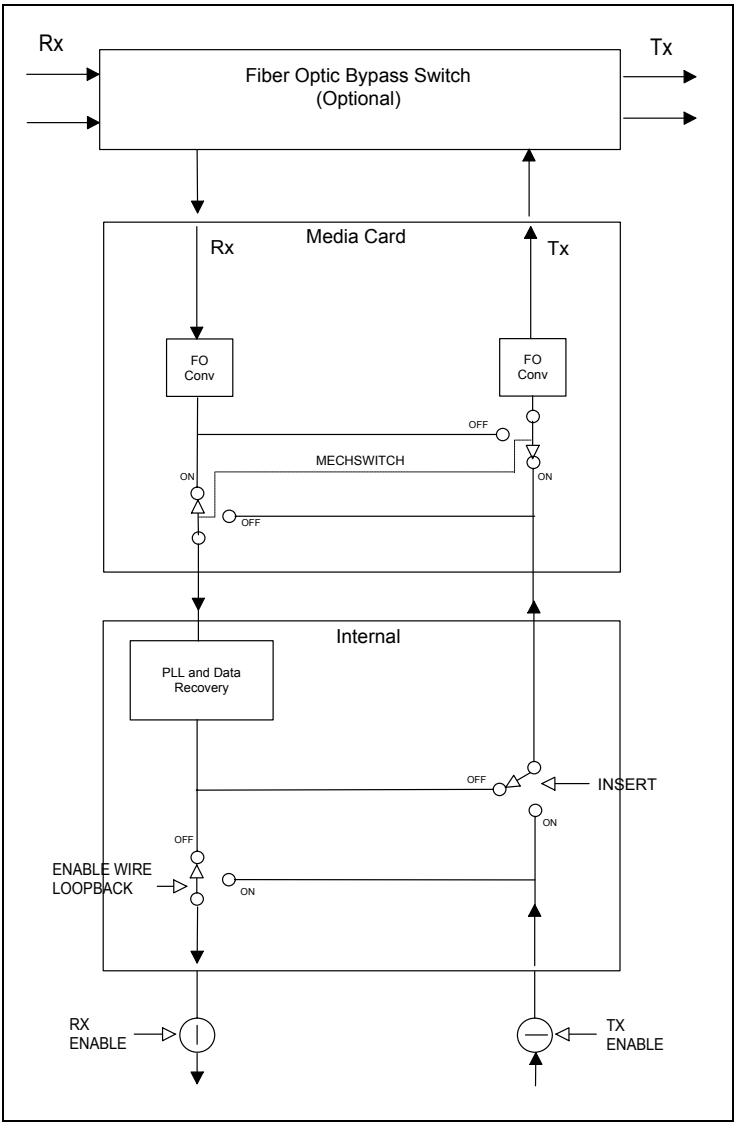 Rx
Tx
Fiber Optic Bypass Switch
(Optional)
Media Card
Rx
Tx
FO
Conv
FO
Conv
OFF
MECHSWITCH
ON
ON
OFF
Internal
PLL and Data
Recovery
OFF
INSERT
ON
OFF
ENABLE WIRE
LOOPBACK
ON
RX
ENABLE
TX
ENABLE